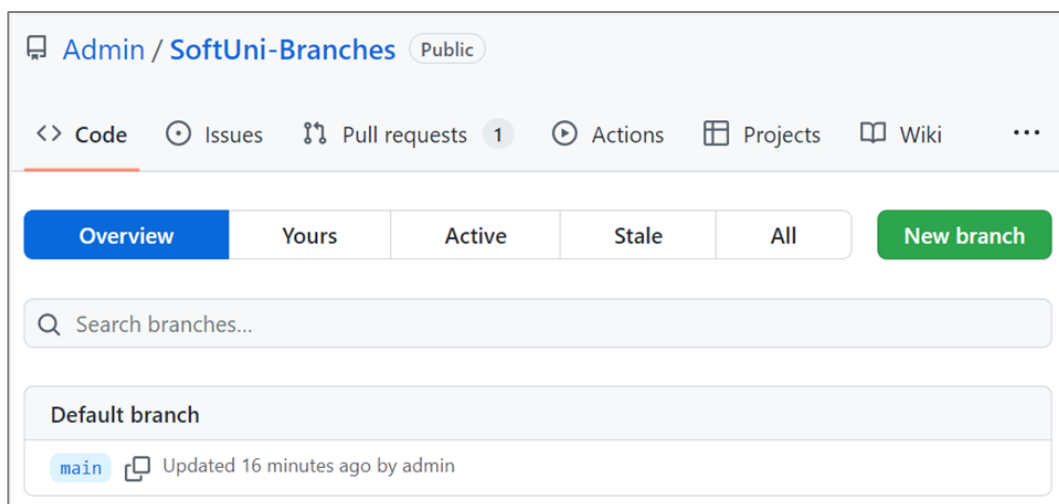 Admin / SoftUni-Branches Public
Code Issues Pull requests 1 Actions Projects Wiki ...
Overview Yours Active Stale All New branch
Search branches...
Default branch
main Updated 16 minutes ago by admin